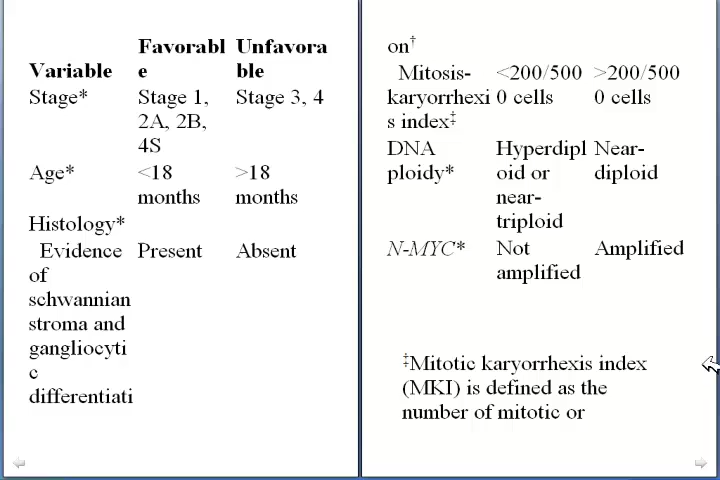 Favorabl Unfavora
Variable e ble
Stage* Stage 1, Stage 3, 4
2A, 2B,
4S
Age* <18 >18
months months
Histology*
Evidence Present Absent
of
schwannian
stroma and
gangliocyti
c
differentiati
on†
Mitosis- <200/500 >200/500
karyorrhexi 0 cells 0 cells
s index‡
DNA Hyperdipl Near-
ploidy* oid or diploid
near-
triploid
N-MYC* Not Amplified
amplified
‡Mitotic karyorrhexis index
(MKI) is defined as the
number of mitotic or